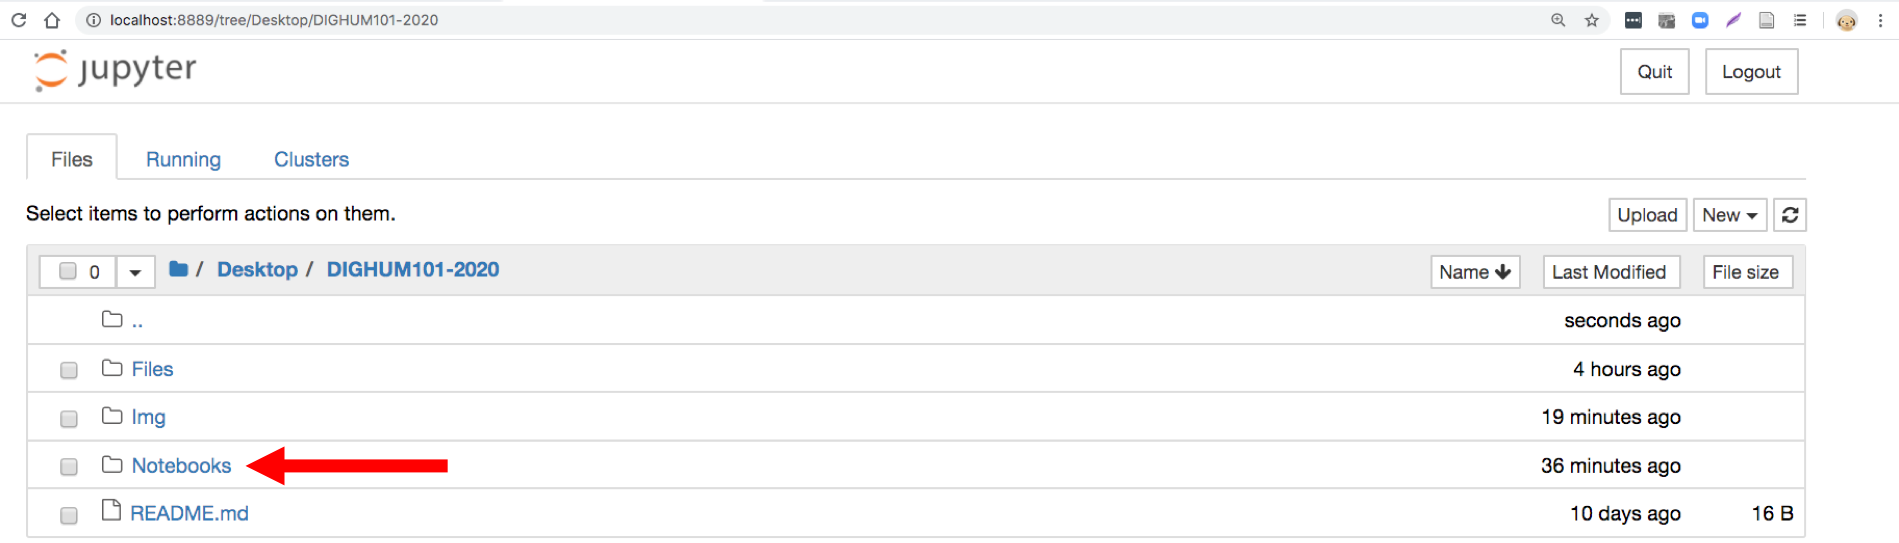 localhost:8889/tree/Desktop/DIGHUM101-2020
jupyter
Quit
Logout
Files
Running
Clusters
Select items to perform actions on them.
Upload
New
0
/ Desktop / DIGHUM101-2020
Name
Last Modified
File size
..
seconds ago
Files
4 hours ago
Img
19 minutes ago
Notebooks
36 minutes ago
README.md
10 days ago
16 B